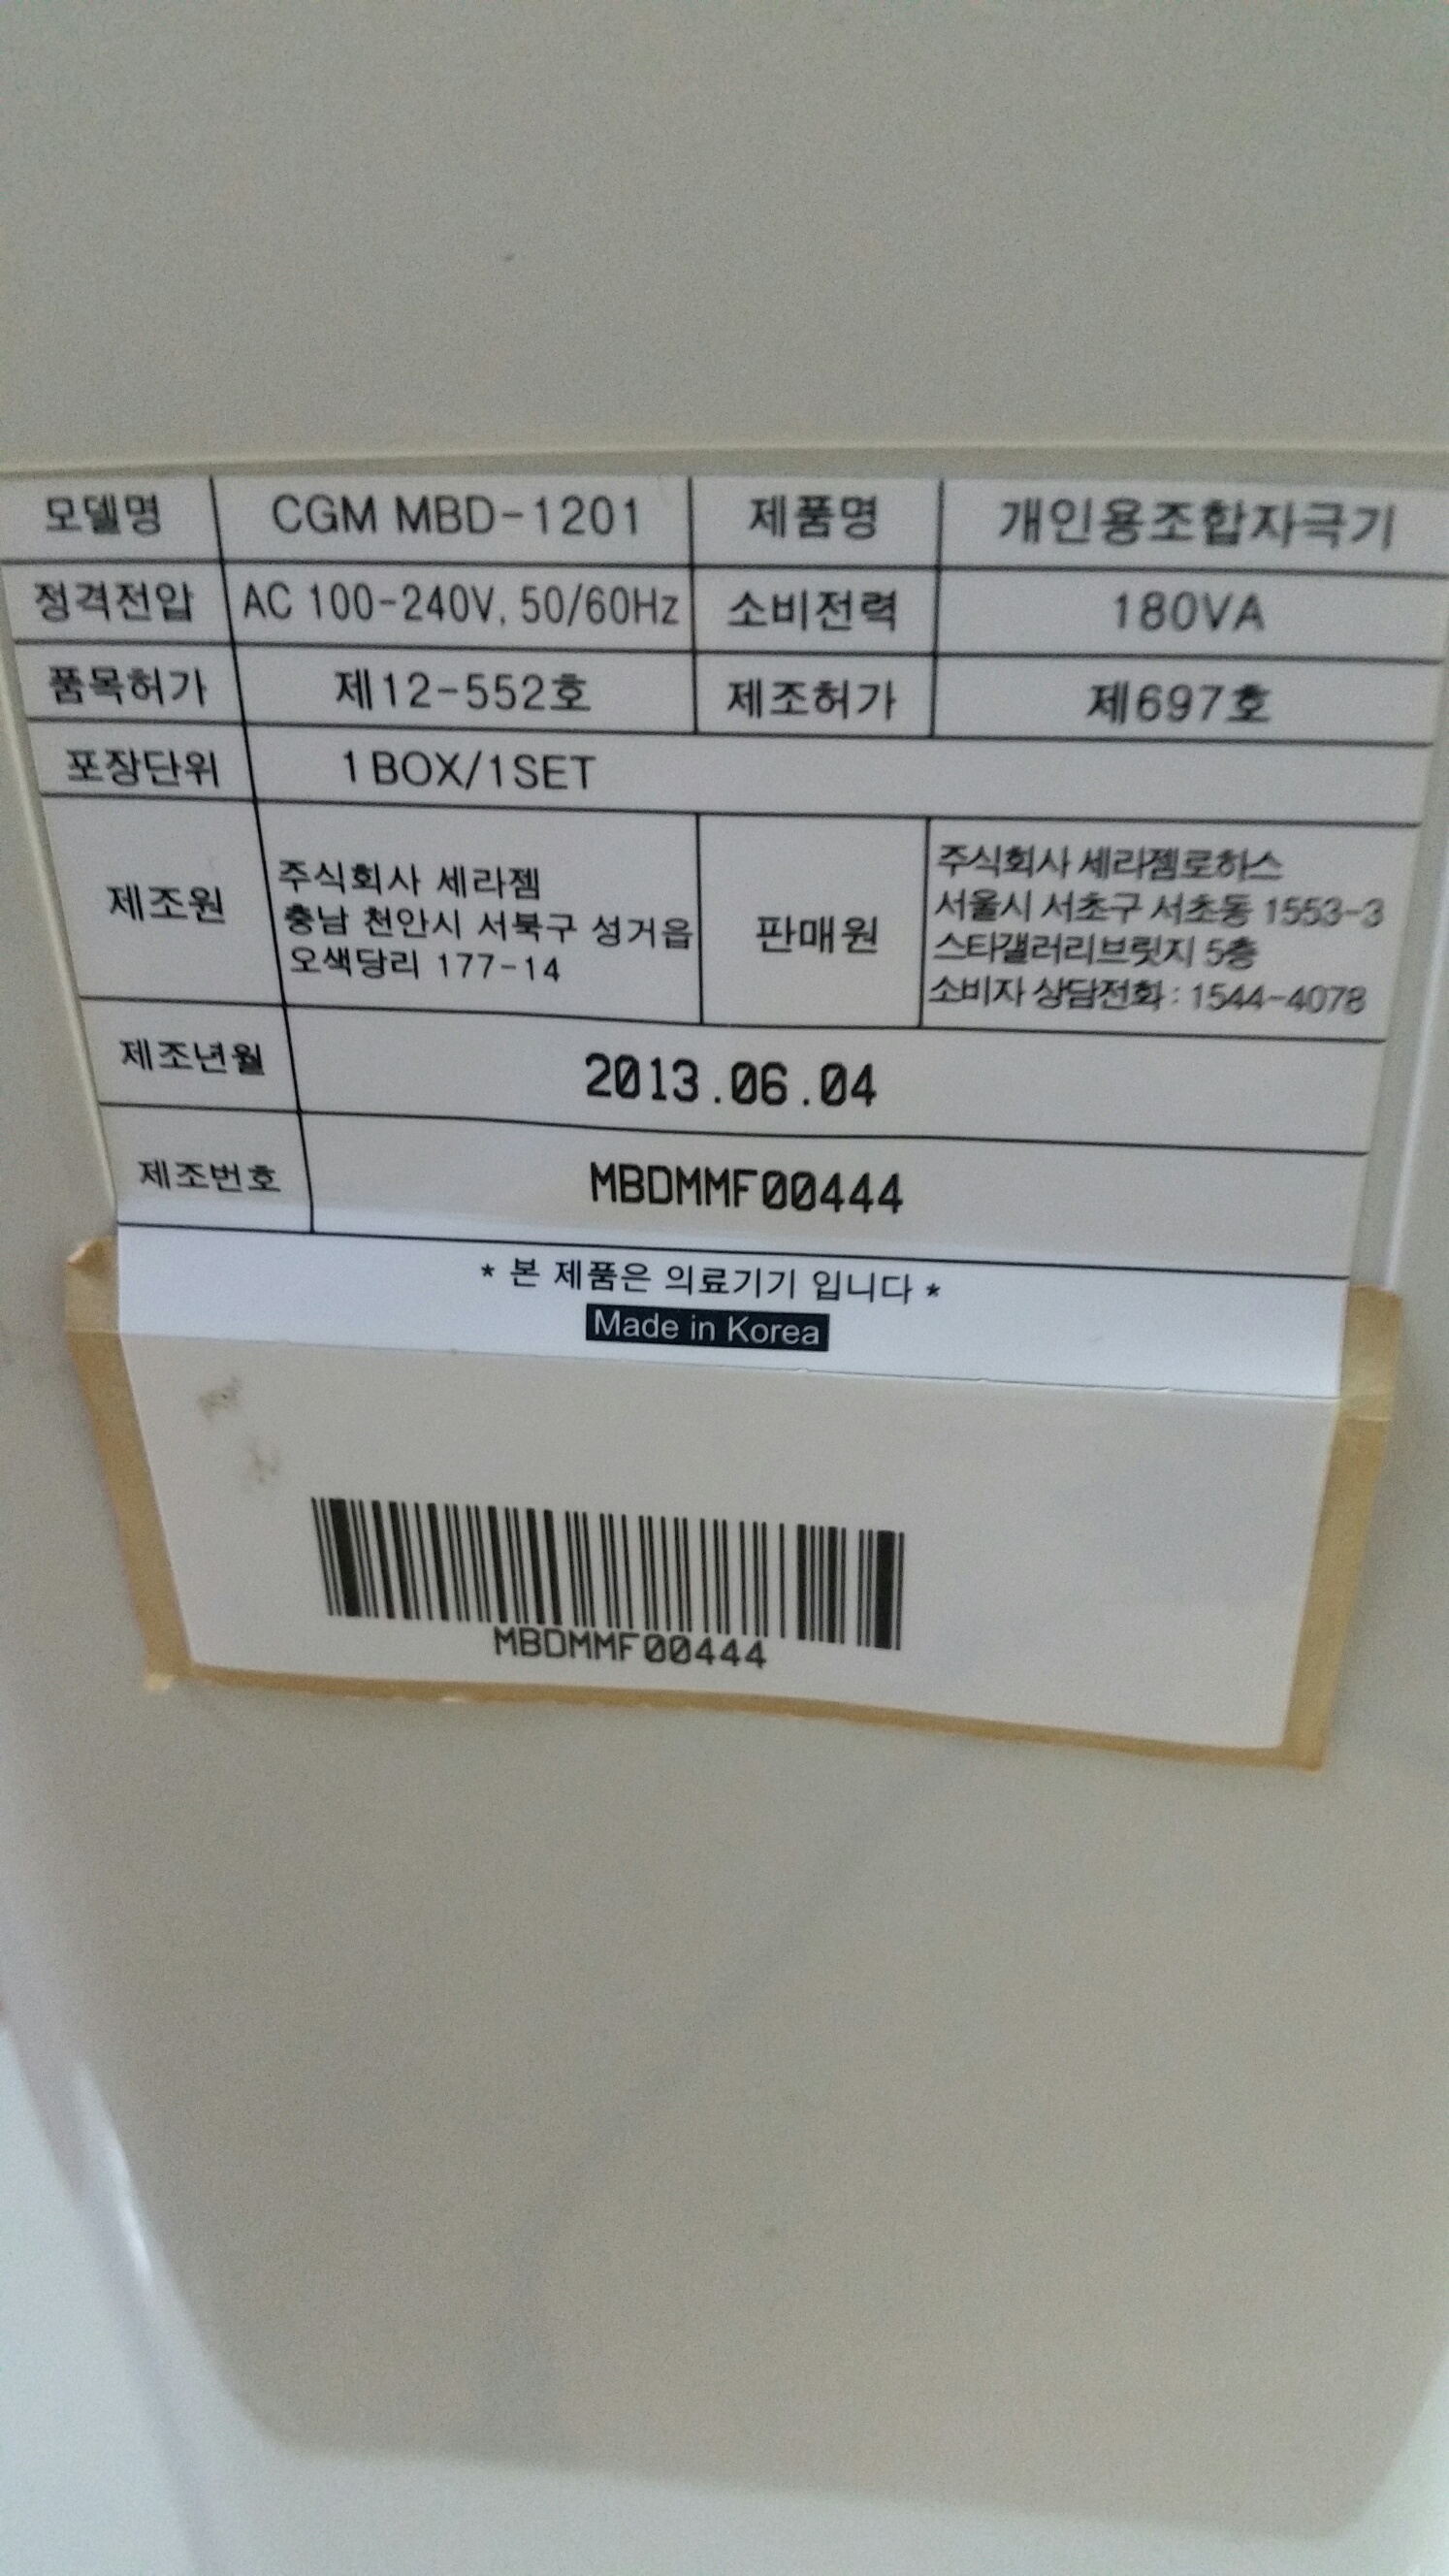 모델명 CGM MBD-1201 제품명 개인용조합자극기
정격전압 AC 100-240V, 50/60Hz 소비전력 180VA
품목허가 제12-552호 제조허가 제697호
포장단위 1 BOX/1SET
제조원
주식회사 세라젬
충남 천안시 서북구 성거읍
오색당리 177-14
판매원
주식회사 세라젬로하스
서울시 서초구 서초동 1553-3
스타갤러리브릿지 5층
소비자 상담전화 : 1544-4078
제조년월 2013.06.04
제조번호 MBDMMF00444
* 본 제품은 의료기기 입니다 *
Made in Korea
MBDMMF00444